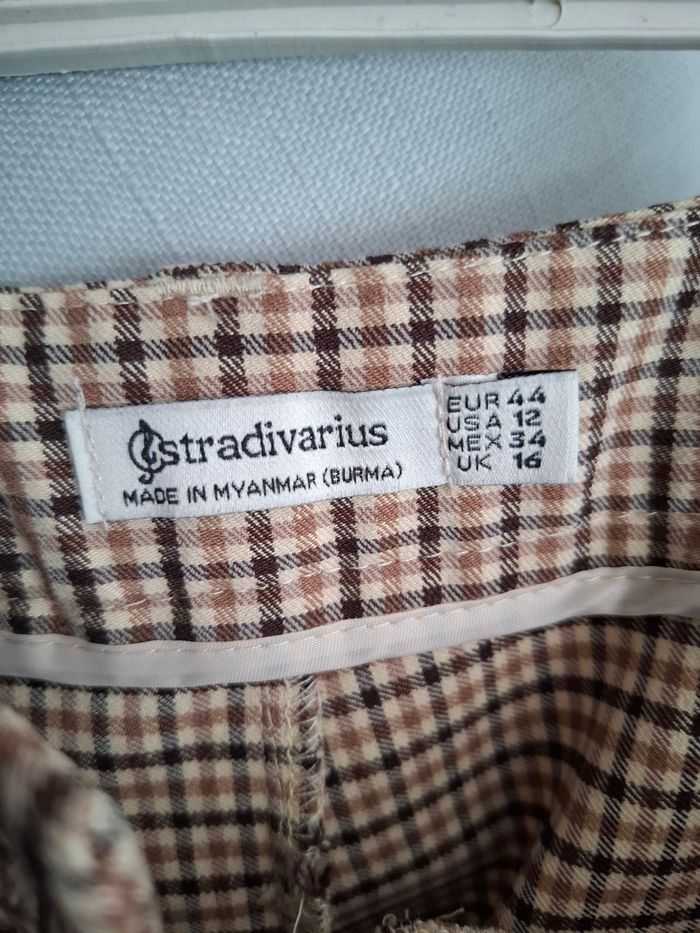 stradivarius
MADE IN MYANMAR (BURMA)
EUR 44
USA 12
MEX 34
UK 16